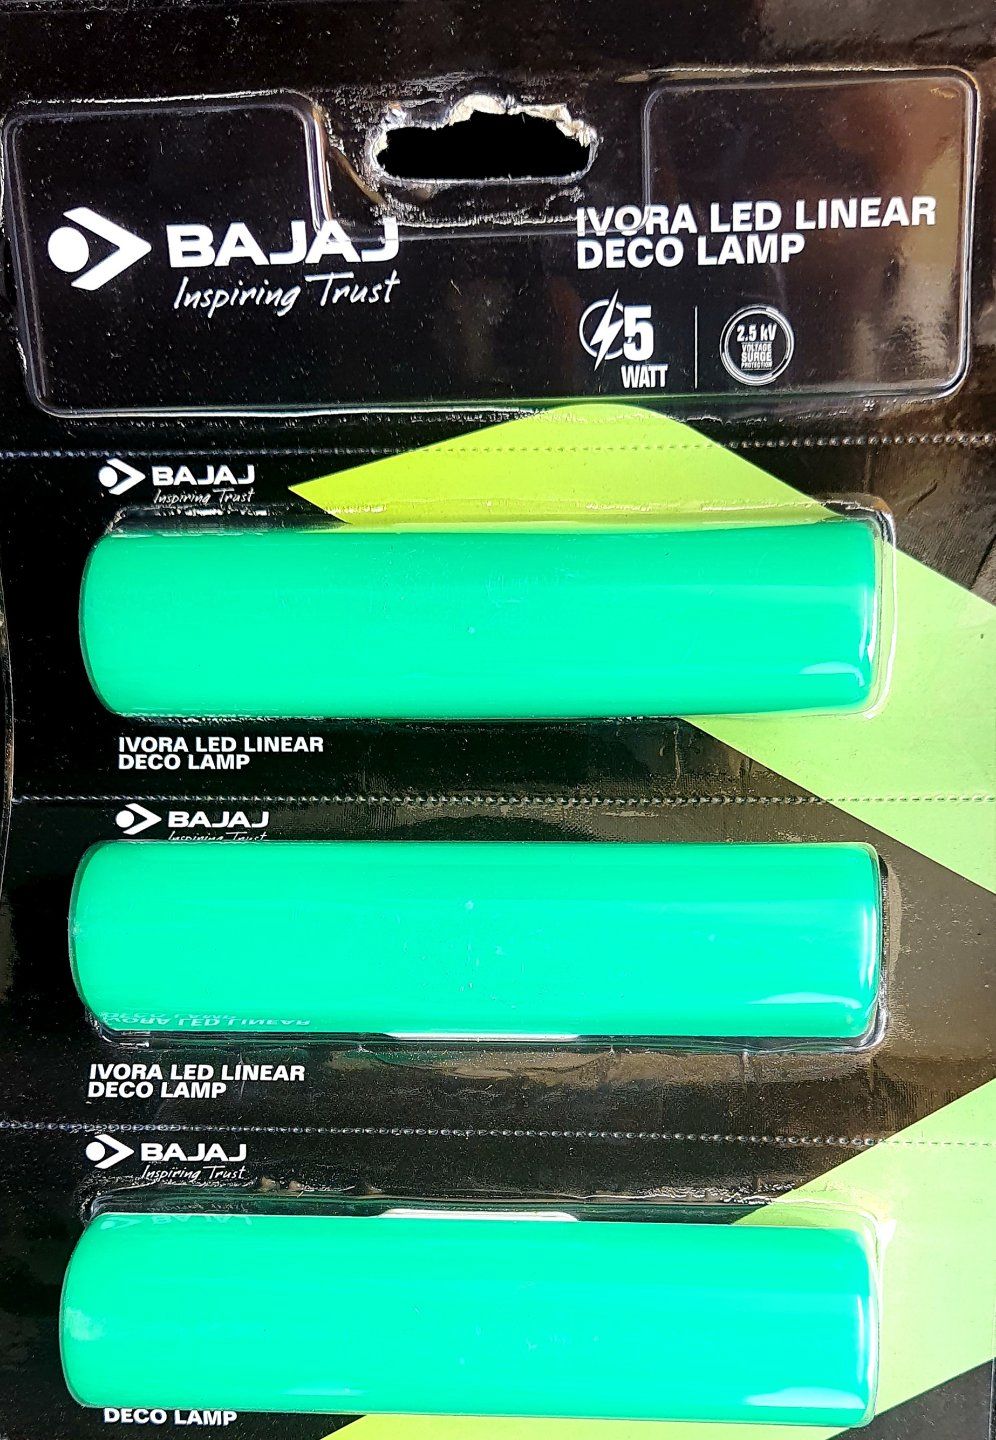 BAJAJ
Inspiring Trust
IVORA LED LINEAR
DECO LAMP
5
WATT
2.5 kV
VOLTAGE
SURGE
PROTECTION
BAJAJ
Inspiring Trust
IVORA LED LINEAR
DECO LAMP
BAJAJ
Inspiring Trust
IVORA LED LINEAR
DECO LAMP
BAJAJ
Inspiring Trust
DECO LAMP